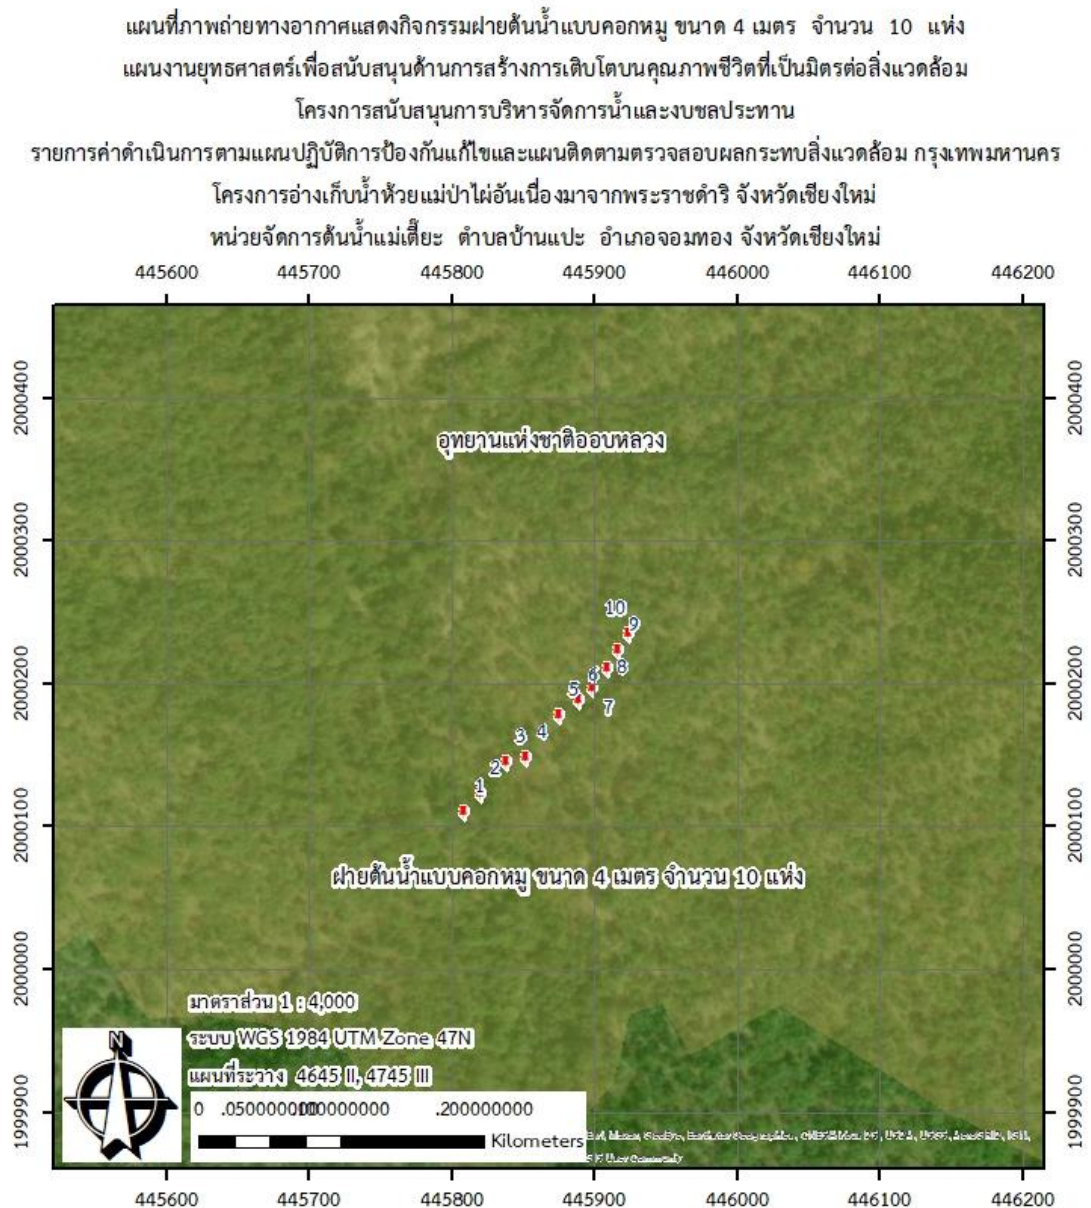 แผนที่ภาพถ่ายทางอากาศแสดงกิจกรรมฝายต้นน้ำแบบคอกหมู ขนาด 4 เมตร จำนวน 10 แห่ง
แผนงานยุทธศาสตร์เพื่อสนับสนุนด้านการสร้างการเติบโตบนคุณภาพชีวิตที่เป็นมิตรต่อสิ่งแวดล้อม
โครงการสนับสนุนการบริหารจัดการน้ำและงบชลประทาน
รายการค่าดำเนินการตามแผนปฏิบัติการป้องกันแก้ไขและแผนติดตามตรวจสอบผลกระทบสิ่งแวดล้อม กรุงเทพมหานคร
โครงการอ่างเก็บน้ำห้วยแม่ป่าไผ่อันเนื่องมาจากพระราชดำริ จังหวัดเชียงใหม่
หน่วยจัดการต้นน้ำแม่เตี๊ยะ ตำบลบ้านแปะ อำเภอจอมทอง จังหวัดเชียงใหม่
445600 445700 445800 445900 446000 446100 446200
2000400 2000400
อุทยานแห่งชาติออบหลวง
2000300 2000300
10
9
8
2000200 2000200
6
5
7
4
3
2
1
2000100 2000100
ฝายต้นน้ำแบบคอกหมู ขนาด 4 เมตร จำนวน 10 แห่ง
2000000 2000000
มาตราส่วน 1 : 4,000
ระบบ WGS 1984 UTM Zone 47N
แผนที่ระวาง 4645 II, 4745 III
N
1999900 1999900
0 .200000000
Kilometers
User Community
445600 445700 445800 445900 446000 446100 446200